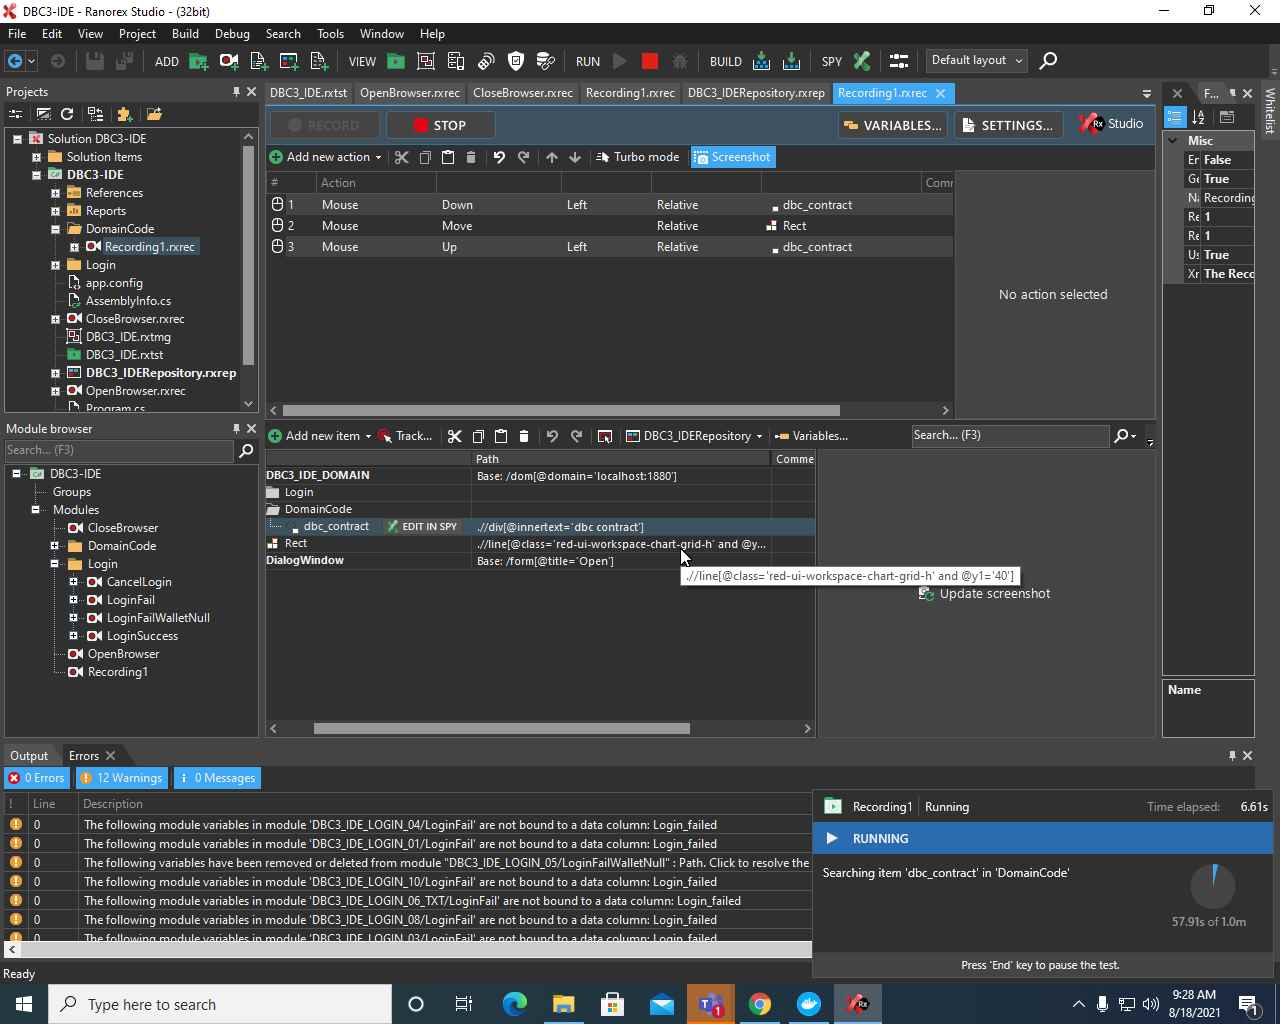 DBC3-IDE - Ranorex Studio - (32bit)
File Edit View Project Build Debug Search Tools Window Help
ADD VIEW RUN BUILD SPY Default layout
Projects
DBC3_IDE.rxtst OpenBrowser.rxrec CloseBrowser.rxrec Recording1.rxrec DBC3_IDERepository.rxrep Recording1.rxrec
F...
Whitelist
RECORD STOP VARIABLES... SETTINGS... Rx Studio
Add new action Turbo mode Screenshot
# Action Comr
1 Mouse Down Left Relative dbc_contract
2 Mouse Move Relative Rect
3 Mouse Up Left Relative dbc_contract
No action selected
Solution DBC3-IDE
Solution Items
DBC3-IDE
References
Reports
DomainCode
Recording1.rxrec
Login
app.config
AssemblyInfo.cs
CloseBrowser.rxrec
DBC3_IDE.rxtmg
DBC3_IDE.rxtst
DBC3_IDERepository.rxrep
OpenBrowser.rxrec
Program.cs
Misc
Er False
Ge True
Na Recording
Re 1
Re 1
Us True
Xr The Reco
Name
Module browser
Search... (F3)
DBC3-IDE
Groups
Modules
CloseBrowser
DomainCode
Login
CancelLogin
LoginFail
LoginFailWalletNull
LoginSuccess
OpenBrowser
Recording1
Add new item Track... DBC3_IDERepository Variables... Search... (F3)
Path Comme
DBC3_IDE_DOMAIN Base: /dom[@domain='localhost:1880']
Login
DomainCode
dbc_contract EDIT IN SPY .//div[@innertext='dbc contract']
Rect .//line[@class='red-ui-workspace-chart-grid-h' and @y...
DialogWindow Base: /form[@title='Open']
.//line[@class='red-ui-workspace-chart-grid-h' and @y1='40']
Update screenshot
Output Errors
0 Errors 12 Warnings 0 Messages
! Line Description
0 The following module variables in module 'DBC3_IDE_LOGIN_04/LoginFail' are not bound to a data column: Login_failed
0 The following module variables in module 'DBC3_IDE_LOGIN_01/LoginFail' are not bound to a data column: Login_failed
0 The following variables have been removed or deleted from module "DBC3_IDE_LOGIN_05/LoginFailWalletNull" : Path. Click to resolve the
0 The following module variables in module 'DBC3_IDE_LOGIN_10/LoginFail' are not bound to a data column: Login_failed
0 The following module variables in module 'DBC3_IDE_LOGIN_06_TXT/LoginFail' are not bound to a data column: Login_failed
0 The following module variables in module 'DBC3_IDE_LOGIN_08/LoginFail' are not bound to a data column: Login_failed
0 The following module variables in module 'DBC3_IDE_LOGIN_03/LoginFail' are not bound to a data column: Login_failed
Recording1 Running Time elapsed: 6.61s
RUNNING
Searching item 'dbc_contract' in 'DomainCode'
57.91s of 1.0m
Press 'End' key to pause the test.
Ready
Type here to search
1
9:28 AM
8/18/2021
1